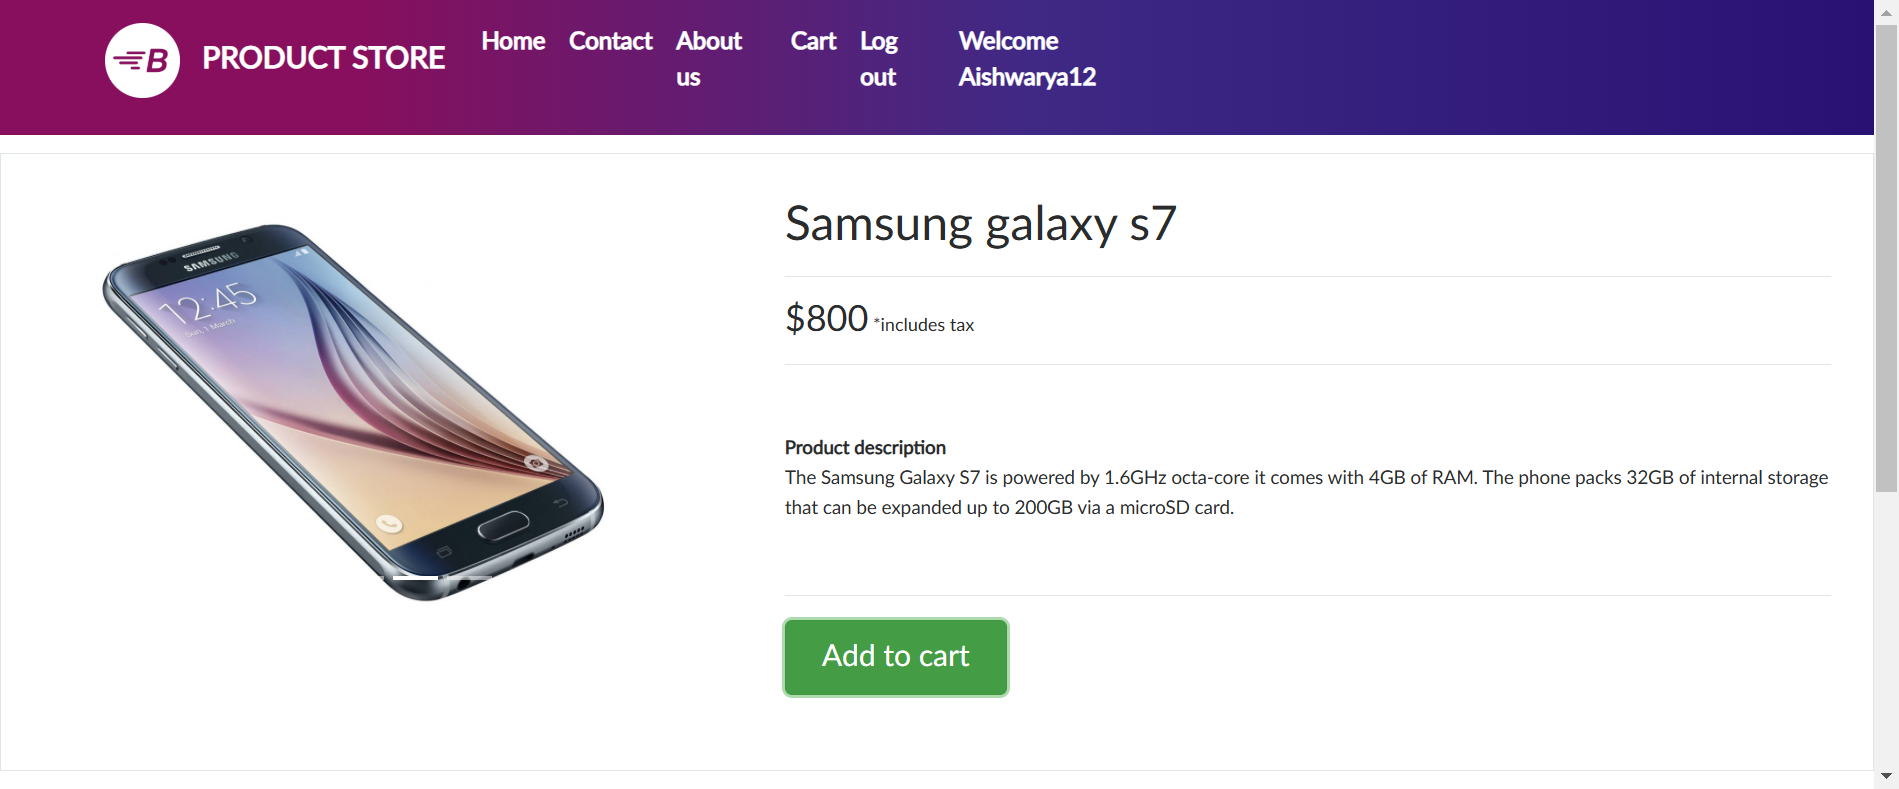 B PRODUCT STORE Home Contact About us Cart Log out Welcome Aishwarya12
SAMSUNG
12:45
Sun, 1 March
Samsung galaxy s7
$800 *includes tax
Product description
The Samsung Galaxy S7 is powered by 1.6GHz octa-core it comes with 4GB of RAM. The phone packs 32GB of internal storage
that can be expanded up to 200GB via a microSD card.
Add to cart